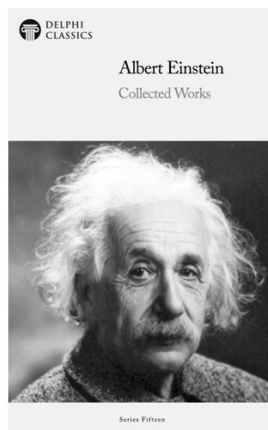 DELPHI
CLASSICS
Albert Einstein
Collected Works
Series Fifteen